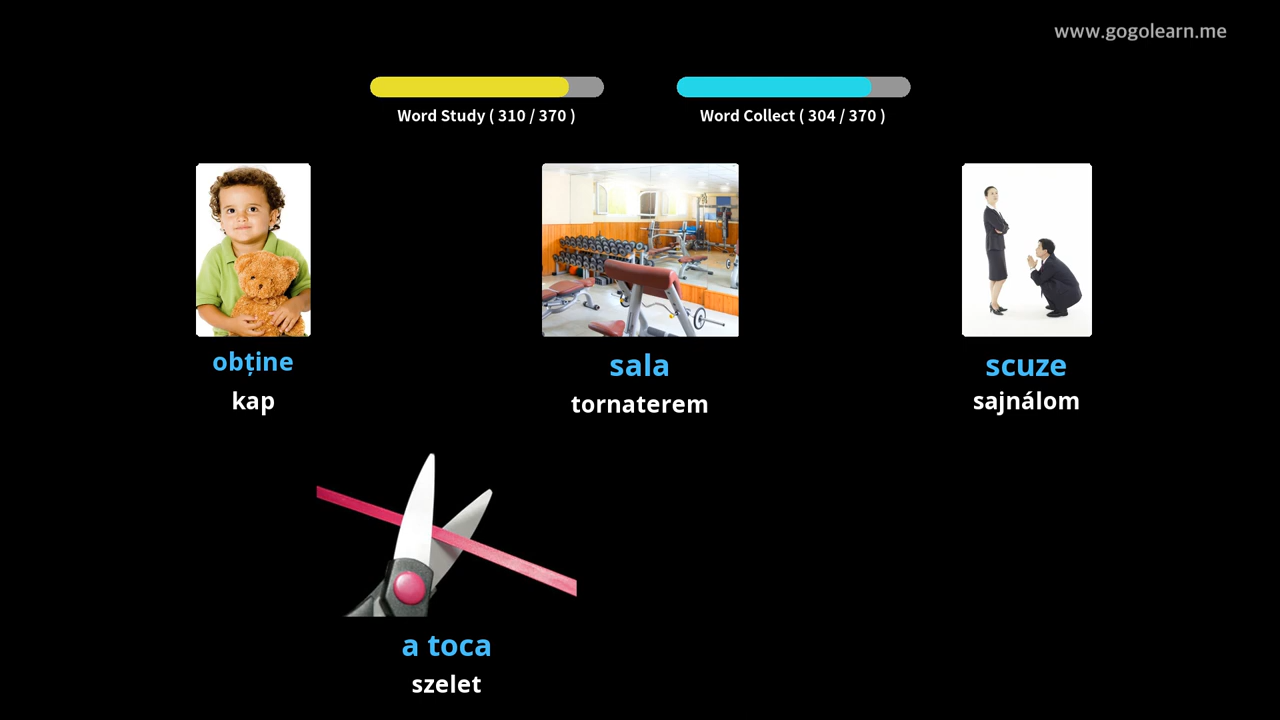 www.gogolearn.me
Word Study ( 310 / 370 )
Word Collect ( 304 / 370 )
obține
kap
sala
tornaterem
scuze
sajnálom
a toca
szelet